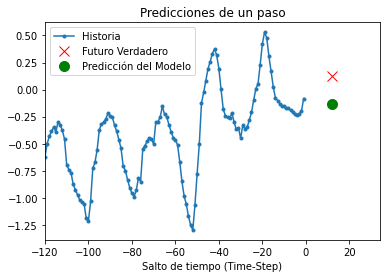 Predicciones de un paso
Historia
Futuro Verdadero
Predicción del Modelo
0.50
0.25
0.00
−0.25
−0.50
−0.75
−1.00
−1.25
−120 −100 −80 −60 −40 −20 0 20
Salto de tiempo (Time-Step)